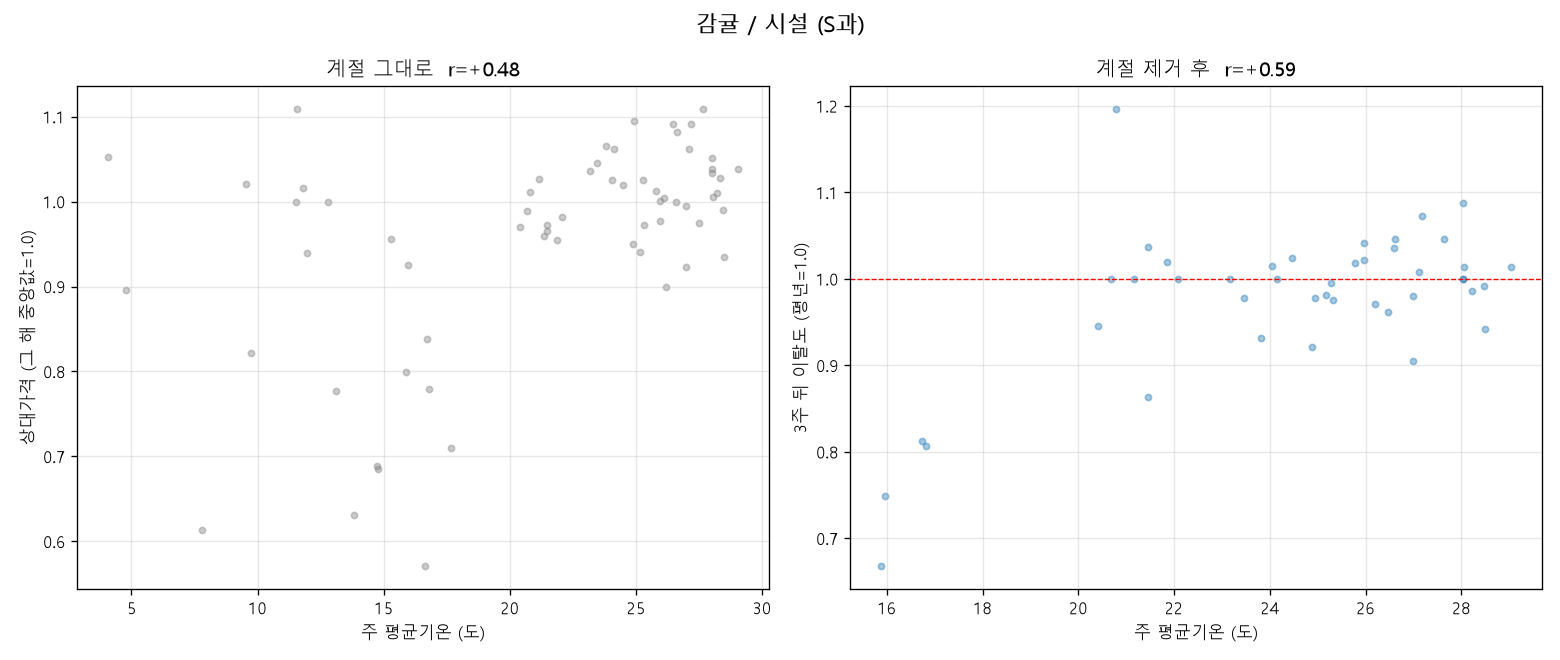 감귤 / 시설 (S과)
계절 그대로 r=+0.48
상대가격 (그 해 중앙값=1.0)
1.1
1.0
0.9
0.8
0.7
0.6
5 10 15 20 25 30
주 평균기온 (도)
계절 제거 후 r=+0.59
3주 뒤 이탈도 (평년=1.0)
1.2
1.1
1.0
0.9
0.8
0.7
16 18 20 22 24 26 28
주 평균기온 (도)